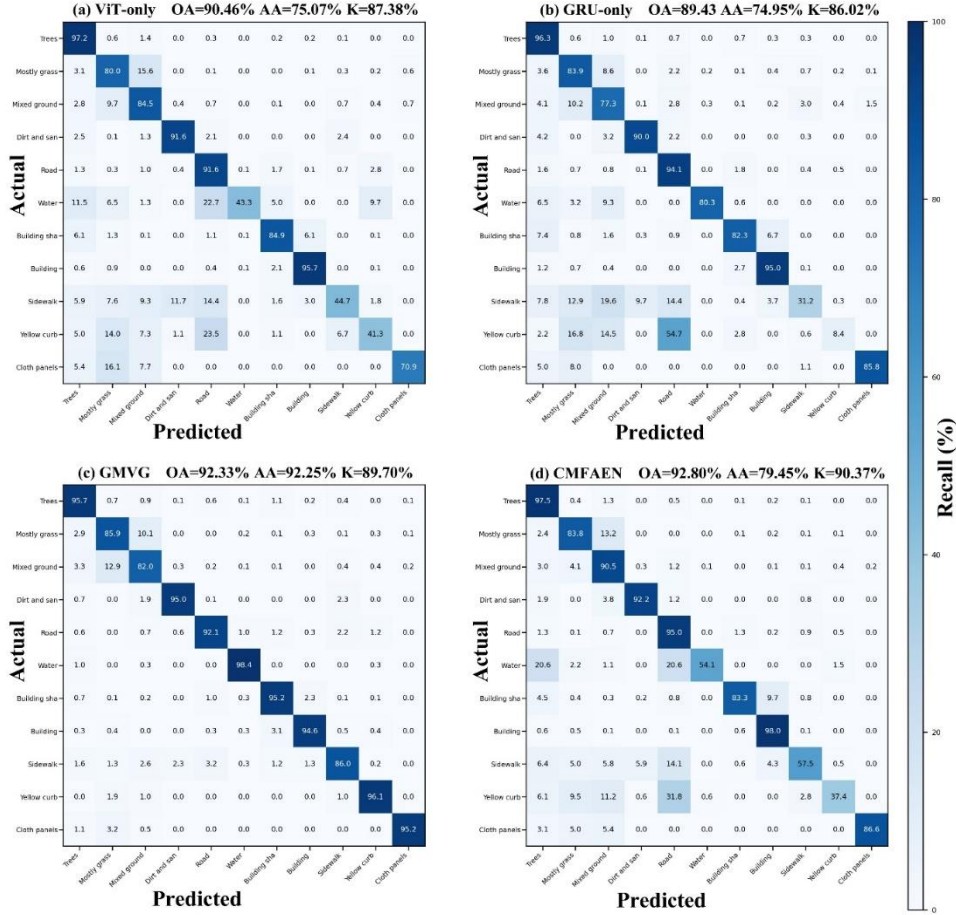 (a) ViT-only OA=90.46% AA=75.07% K=87.38%
Trees 97.2 0.6 1.4 0.0 0.3 0.0 0.2 0.2 0.1 0.0 0.0
Mostly grass 3.1 80.0 15.6 0.0 0.1 0.0 0.0 0.1 0.3 0.2 0.6
Mixed ground 2.8 9.7 84.5 0.4 0.7 0.0 0.1 0.0 0.7 0.4 0.7
Dirt and san 2.5 0.1 1.3 91.6 2.1 0.0 0.0 0.0 2.4 0.0 0.0
Road 1.3 0.3 1.0 0.4 91.6 0.0 1.7 0.1 0.0 2.8 0.0
Water 11.5 6.5 1.3 0.0 22.7 43.3 5.0 0.0 0.0 9.7 0.0
Building sha 6.1 1.3 0.1 0.0 1.1 0.1 84.9 6.1 0.0 0.1 0.0
Building 0.6 0.9 0.0 0.0 0.4 0.1 2.1 95.7 0.0 0.1 0.0
Sidewalk 5.9 7.6 9.3 11.7 14.4 0.0 1.6 3.0 44.7 1.8 0.0
Yellow curb 5.0 14.0 7.3 1.1 23.5 0.0 1.1 0.0 6.7 41.3 0.0
Cloth panels 5.4 16.1 7.7 0.0 0.0 0.0 0.0 0.0 0.0 0.0 70.9
Trees Mostly grass Mixed ground Dirt and san Road Water Building sha Building Sidewalk Yellow curb Cloth panels
Actual
Predicted
(b) GRU-only OA=89.43 AA=74.95% K=86.02%
Trees 96.3 0.6 1.0 0.1 0.7 0.0 0.7 0.3 0.3 0.0 0.0
Mostly grass 3.6 83.9 8.6 0.0 2.2 0.2 0.1 0.4 0.7 0.2 0.1
Mixed ground 4.1 10.2 77.3 0.1 2.8 0.3 0.1 0.2 3.0 0.4 1.5
Dirt and san 4.2 0.0 3.2 90.0 2.2 0.0 0.0 0.0 0.3 0.0 0.0
Road 1.6 0.7 0.8 0.1 94.1 0.0 1.8 0.0 0.4 0.5 0.0
Water 6.5 3.2 9.3 0.0 0.0 80.3 0.6 0.0 0.0 0.0 0.0
Building sha 7.4 0.8 1.6 0.3 0.9 0.0 82.3 6.7 0.0 0.0 0.0
Building 1.2 0.7 0.4 0.0 0.0 0.0 2.7 95.0 0.0 0.1 0.0
Sidewalk 7.8 12.9 19.6 9.7 14.4 0.0 0.4 3.7 31.2 0.3 0.0
Yellow curb 2.2 16.8 14.5 0.0 54.7 0.0 2.8 0.0 0.6 8.4 0.0
Cloth panels 5.0 8.0 0.0 0.0 0.0 0.0 0.0 0.0 1.1 0.0 85.8
Trees Mostly grass Mixed ground Dirt and san Road Water Building sha Building Sidewalk Yellow curb Cloth panels
Actual
Predicted
(c) GMVG OA=92.33% AA=92.25% K=89.70%
Trees 95.7 0.7 0.9 0.1 0.6 0.1 1.1 0.2 0.4 0.0 0.1
Mostly grass 2.9 85.9 10.1 0.0 0.0 0.2 0.1 0.3 0.1 0.1 0.2
Mixed ground 3.3 12.9 82.0 0.3 0.2 0.1 0.1 0.0 0.4 0.4 0.2
Dirt and san 0.7 0.0 1.9 95.0 0.1 0.0 0.0 0.0 2.3 0.0 0.0
Road 0.6 0.0 0.7 0.6 92.1 1.0 1.2 0.3 2.2 1.2 0.0
Water 1.0 0.0 0.3 0.0 0.0 98.4 0.0 0.0 0.0 0.3 0.0
Building sha 0.7 0.1 0.2 0.0 1.0 0.3 95.2 2.3 0.1 0.1 0.0
Building 0.3 0.4 0.0 0.0 0.3 0.3 3.1 94.6 0.5 0.4 0.0
Sidewalk 1.6 1.3 2.6 2.3 3.2 0.3 1.2 1.3 86.0 0.2 0.0
Yellow curb 0.0 1.9 1.0 0.0 0.0 0.0 0.0 0.0 1.0 96.1 0.0
Cloth panels 1.1 3.2 0.5 0.0 0.0 0.0 0.0 0.0 0.0 0.0 95.2
Trees Mostly grass Mixed ground Dirt and san Road Water Building sha Building Sidewalk Yellow curb Cloth panels
Actual
Predicted
(d) CMFAEN OA=92.80% AA=79.45% K=90.37%
Trees 97.5 0.4 1.3 0.0 0.5 0.0 0.1 0.2 0.1 0.0 0.0
Mostly grass 2.4 83.8 13.2 0.0 0.1 0.0 0.0 0.1 0.2 0.1 0.1
Mixed ground 3.0 4.1 90.5 0.3 1.2 0.1 0.0 0.1 0.1 0.4 0.2
Dirt and san 1.9 0.0 3.8 92.2 1.2 0.0 0.0 0.0 0.8 0.0 0.0
Road 1.3 0.1 0.7 0.0 95.0 0.0 1.3 0.2 0.9 0.5 0.0
Water 20.6 2.2 1.1 0.0 20.6 54.1 0.0 0.0 0.0 1.5 0.0
Building sha 4.5 0.4 0.3 0.2 0.8 0.0 83.3 9.7 0.8 0.0 0.0
Building 0.6 0.5 0.1 0.0 0.1 0.0 0.6 98.0 0.1 0.0 0.0
Sidewalk 6.4 5.0 5.8 5.9 14.1 0.0 0.6 4.3 57.5 0.5 0.0
Yellow curb 6.1 9.5 11.2 0.0 31.8 0.6 0.6 0.0 2.8 37.4 0.0
Cloth panels 3.1 5.0 5.4 0.0 0.0 0.0 0.0 0.0 0.0 0.0 86.6
Trees Mostly grass Mixed ground Dirt and san Road Water Building sha Building Sidewalk Yellow curb Cloth panels
Actual
Predicted
100
80
60
40
20
0
Recall (%)